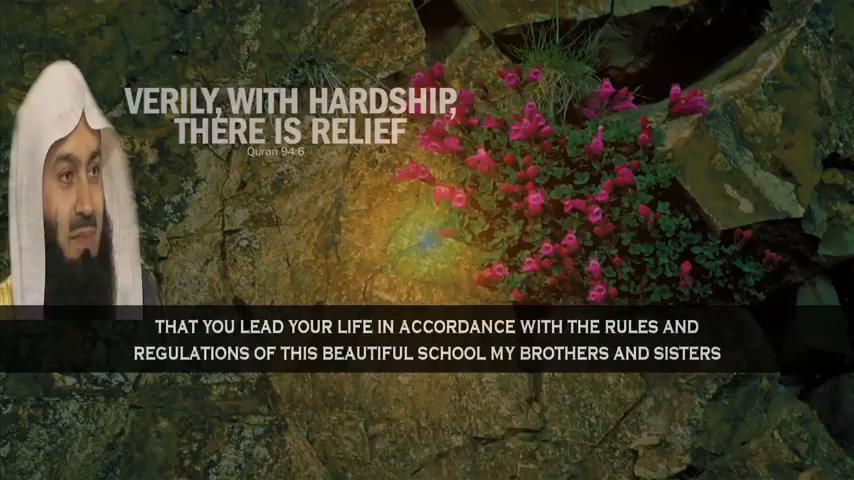 VERILY, WITH HARDSHIP,
THERE IS RELIEF
Quran 94:6
THAT YOU LEAD YOUR LIFE IN ACCORDANCE WITH THE RULES AND
REGULATIONS OF THIS BEAUTIFUL SCHOOL MY BROTHERS AND SISTERS